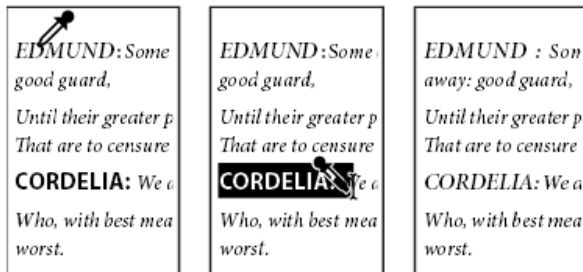 EDMUND: Some
good guard,
Until their greater p
That are to censure
CORDELIA: We a
Who, with best mea
worst.
EDMUND: Some
good guard,
Until their greater p
That are to censure
CORDELIA: We a
Who, with best mea
worst.
EDMUND : Som
away: good guard,
Until their greater p
That are to censure
CORDELIA: We a
Who, with best mea
worst.